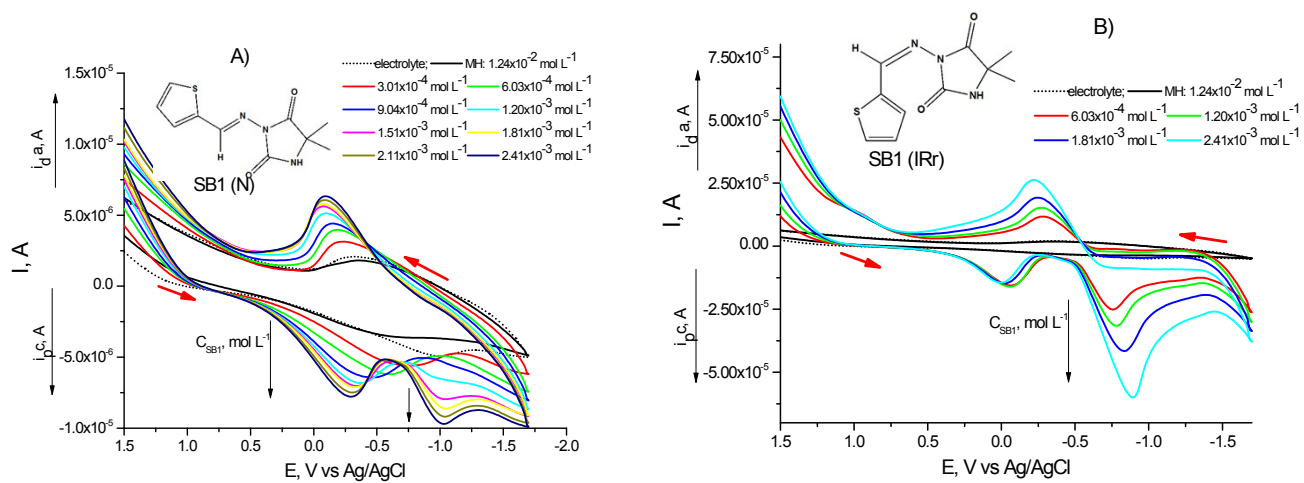 A)
electrolyte; MH: 1.24x10⁻² mol L⁻¹
3.01x10⁻⁴ mol L⁻¹ 6.03x10⁻⁴ mol L⁻¹
9.04x10⁻⁴ mol L⁻¹ 1.20x10⁻³ mol L⁻¹
1.51x10⁻³ mol L⁻¹ 1.81x10⁻³ mol L⁻¹
2.11x10⁻³ mol L⁻¹ 2.41x10⁻³ mol L⁻¹
S
N
H
N
O
O
NH
SB1 (N)
1.5x10⁻⁵
1.0x10⁻⁵
5.0x10⁻⁶
0.0
-5.0x10⁻⁶
-1.0x10⁻⁵
i_d a, A
I, A
i_p c, A
C_SB1, mol L⁻¹
1.5 1.0 0.5 0.0 -0.5 -1.0 -1.5 -2.0
E, V vs Ag/AgCl
B)
electrolyte; MH: 1.24x10⁻² mol L⁻¹
6.03x10⁻⁴ mol L⁻¹ 1.20x10⁻³ mol L⁻¹
1.81x10⁻³ mol L⁻¹ 2.41x10⁻³ mol L⁻¹
O
H
N
N
O
NH
S
SB1 (IRr)
7.50x10⁻⁵
5.00x10⁻⁵
2.50x10⁻⁵
0.00
-2.50x10⁻⁵
-5.00x10⁻⁵
i_d a, A
I, A
i_p c, A
C_SB1, mol L⁻¹
1.5 1.0 0.5 0.0 -0.5 -1.0 -1.5
E, V vs Ag/AgCl